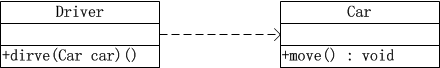 Driver
+dirve(Car car)()
Car
+move() : void